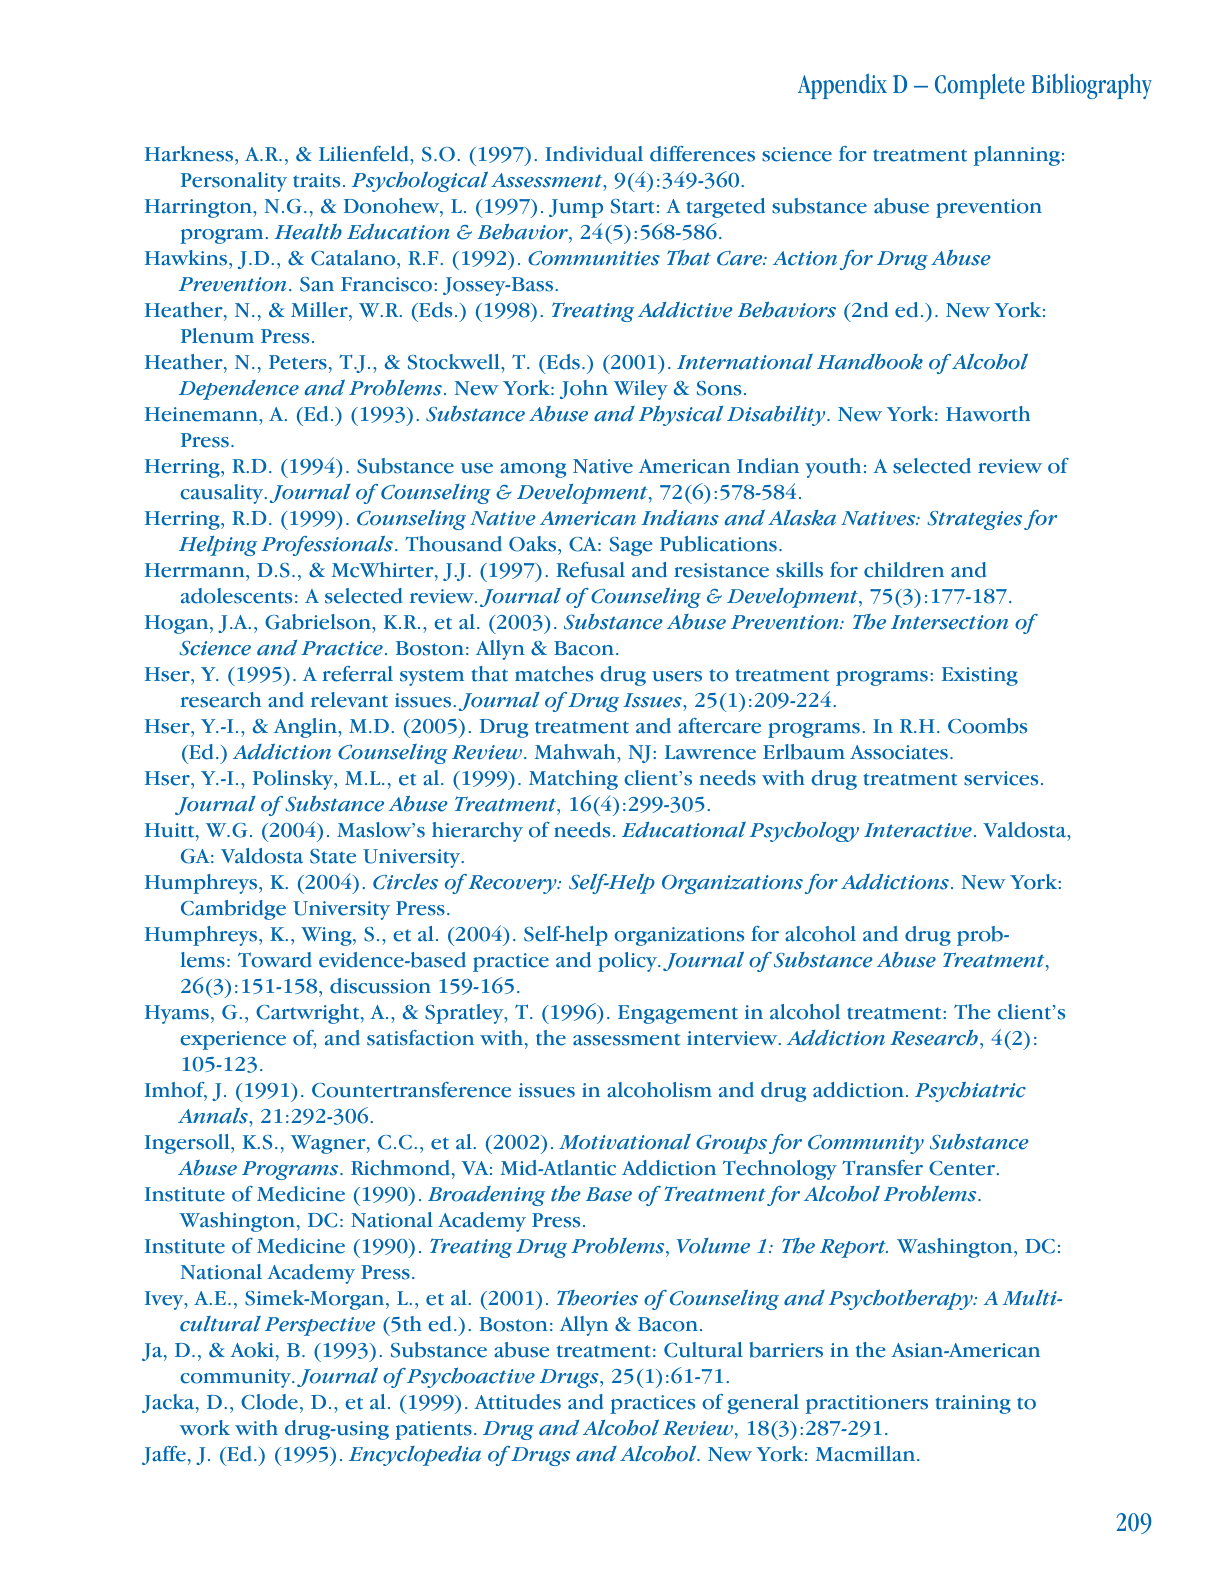 Appendix D – Complete Bibliography
Harkness, A.R., & Lilienfeld, S.O. (1997). Individual differences science for treatment planning:
Personality traits. Psychological Assessment, 9(4):349-360.
Harrington, N.G., & Donohew, L. (1997). Jump Start: A targeted substance abuse prevention
program. Health Education & Behavior, 24(5):568-586.
Hawkins, J.D., & Catalano, R.F. (1992). Communities That Care: Action for Drug Abuse
Prevention. San Francisco: Jossey-Bass.
Heather, N., & Miller, W.R. (Eds.) (1998). Treating Addictive Behaviors (2nd ed.). New York:
Plenum Press.
Heather, N., Peters, T.J., & Stockwell, T. (Eds.) (2001). International Handbook of Alcohol
Dependence and Problems. New York: John Wiley & Sons.
Heinemann, A. (Ed.) (1993). Substance Abuse and Physical Disability. New York: Haworth
Press.
Herring, R.D. (1994). Substance use among Native American Indian youth: A selected review of
causality. Journal of Counseling & Development, 72(6):578-584.
Herring, R.D. (1999). Counseling Native American Indians and Alaska Natives: Strategies for
Helping Professionals. Thousand Oaks, CA: Sage Publications.
Herrmann, D.S., & McWhirter, J.J. (1997). Refusal and resistance skills for children and
adolescents: A selected review. Journal of Counseling & Development, 75(3):177-187.
Hogan, J.A., Gabrielson, K.R., et al. (2003). Substance Abuse Prevention: The Intersection of
Science and Practice. Boston: Allyn & Bacon.
Hser, Y. (1995). A referral system that matches drug users to treatment programs: Existing
research and relevant issues. Journal of Drug Issues, 25(1):209-224.
Hser, Y.-I., & Anglin, M.D. (2005). Drug treatment and aftercare programs. In R.H. Coombs
(Ed.) Addiction Counseling Review. Mahwah, NJ: Lawrence Erlbaum Associates.
Hser, Y.-I., Polinsky, M.L., et al. (1999). Matching client's needs with drug treatment services.
Journal of Substance Abuse Treatment, 16(4):299-305.
Huitt, W.G. (2004). Maslow's hierarchy of needs. Educational Psychology Interactive. Valdosta,
GA: Valdosta State University.
Humphreys, K. (2004). Circles of Recovery: Self-Help Organizations for Addictions. New York:
Cambridge University Press.
Humphreys, K., Wing, S., et al. (2004). Self-help organizations for alcohol and drug prob-
lems: Toward evidence-based practice and policy. Journal of Substance Abuse Treatment,
26(3):151-158, discussion 159-165.
Hyams, G., Cartwright, A., & Spratley, T. (1996). Engagement in alcohol treatment: The client's
experience of, and satisfaction with, the assessment interview. Addiction Research, 4(2):
105-123.
Imhof, J. (1991). Countertransference issues in alcoholism and drug addiction. Psychiatric
Annals, 21:292-306.
Ingersoll, K.S., Wagner, C.C., et al. (2002). Motivational Groups for Community Substance
Abuse Programs. Richmond, VA: Mid-Atlantic Addiction Technology Transfer Center.
Institute of Medicine (1990). Broadening the Base of Treatment for Alcohol Problems.
Washington, DC: National Academy Press.
Institute of Medicine (1990). Treating Drug Problems, Volume 1: The Report. Washington, DC:
National Academy Press.
Ivey, A.E., Simek-Morgan, L., et al. (2001). Theories of Counseling and Psychotherapy: A Multi-
cultural Perspective (5th ed.). Boston: Allyn & Bacon.
Ja, D., & Aoki, B. (1993). Substance abuse treatment: Cultural barriers in the Asian-American
community. Journal of Psychoactive Drugs, 25(1):61-71.
Jacka, D., Clode, D., et al. (1999). Attitudes and practices of general practitioners training to
work with drug-using patients. Drug and Alcohol Review, 18(3):287-291.
Jaffe, J. (Ed.) (1995). Encyclopedia of Drugs and Alcohol. New York: Macmillan.
209